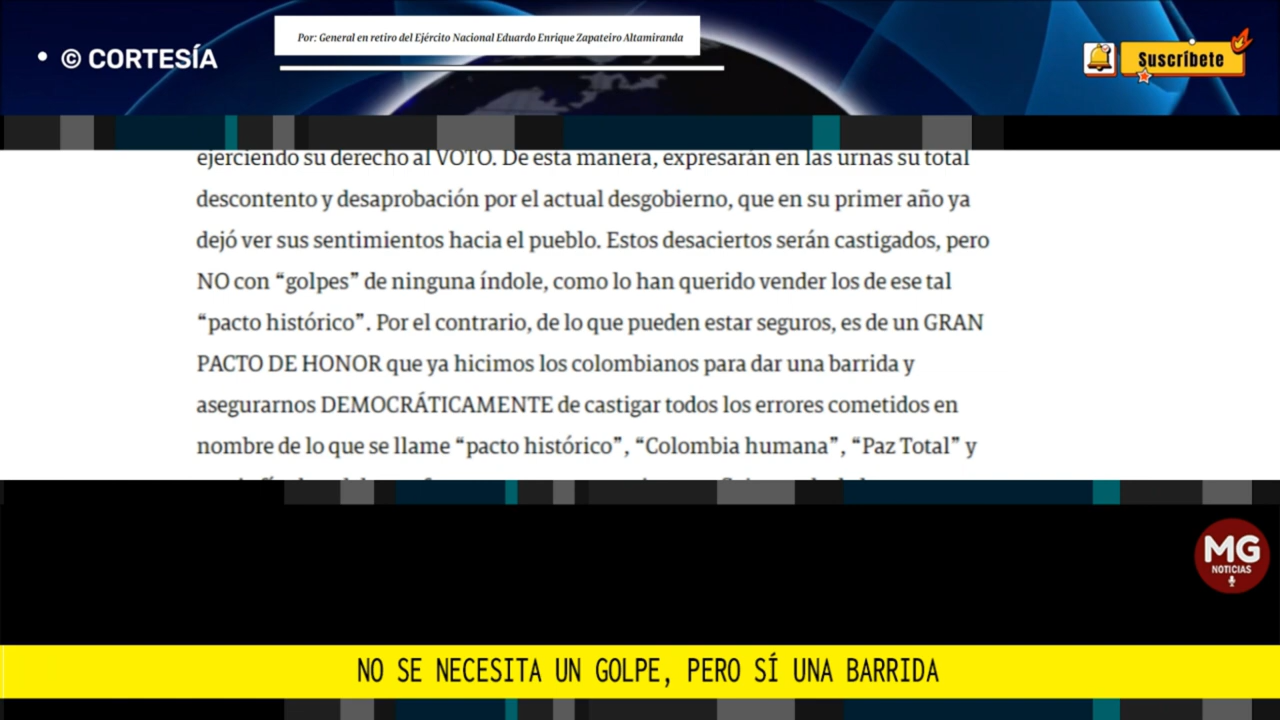 Por: General en retiro del Ejército Nacional Eduardo Enrique Zapateiro Altamiranda
© CORTESÍA
Suscríbete
ejerciendo su derecho al VOTO. De esta manera, expresarán en las urnas su total
descontento y desaprobación por el actual desgobierno, que en su primer año ya
dejó ver sus sentimientos hacia el pueblo. Estos desaciertos serán castigados, pero
NO con “golpes” de ninguna índole, como lo han querido vender los de ese tal
“pacto histórico”. Por el contrario, de lo que pueden estar seguros, es de un GRAN
PACTO DE HONOR que ya hicimos los colombianos para dar una barrida y
asegurarnos DEMOCRÁTICAMENTE de castigar todos los errores cometidos en
nombre de lo que se llame “pacto histórico”, “Colombia humana”, “Paz Total” y
MG
NOTICIAS
NO SE NECESITA UN GOLPE, PERO SÍ UNA BARRIDA